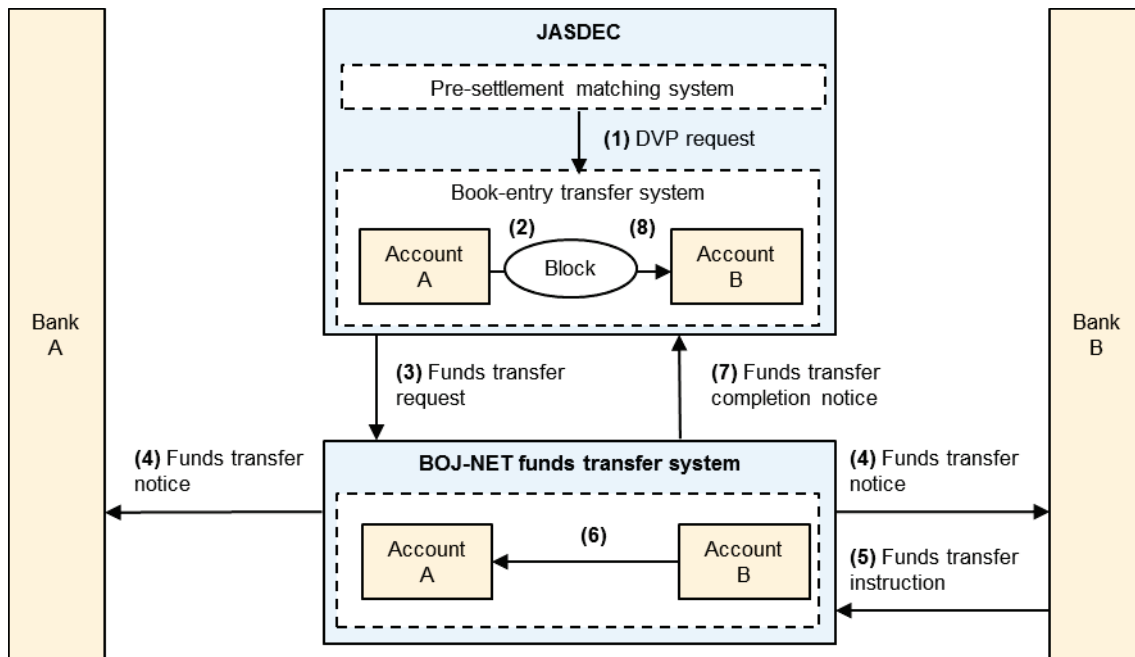 JASDEC
Pre-settlement matching system
(1) DVP request
Book-entry transfer system
(2)
(8)
Account
A
Block
Account
B
Bank
A
Bank
B
(3) Funds transfer
request
(7) Funds transfer
completion notice
(4) Funds transfer
notice
BOJ-NET funds transfer system
(4) Funds transfer
notice
Account
A
(6)
Account
B
(5) Funds transfer
instruction